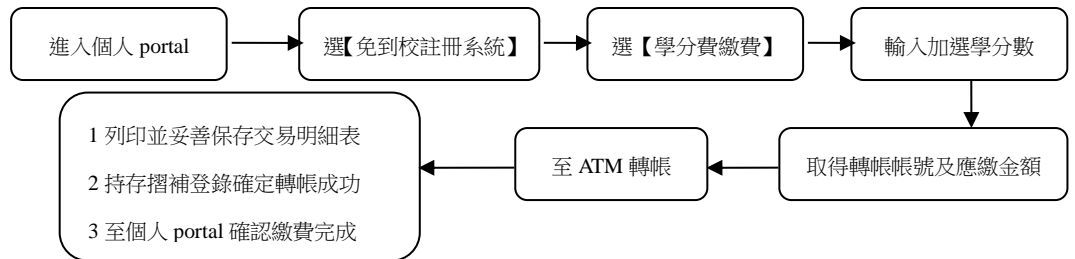 進入個人 portal
選【免到校註冊系統】
選【學分費繳費】
輸入加選學分數
取得轉帳帳號及應繳金額
至 ATM 轉帳
1 列印並妥善保存交易明細表
2 持存摺補登錄確定轉帳成功
3 至個人 portal 確認繳費完成